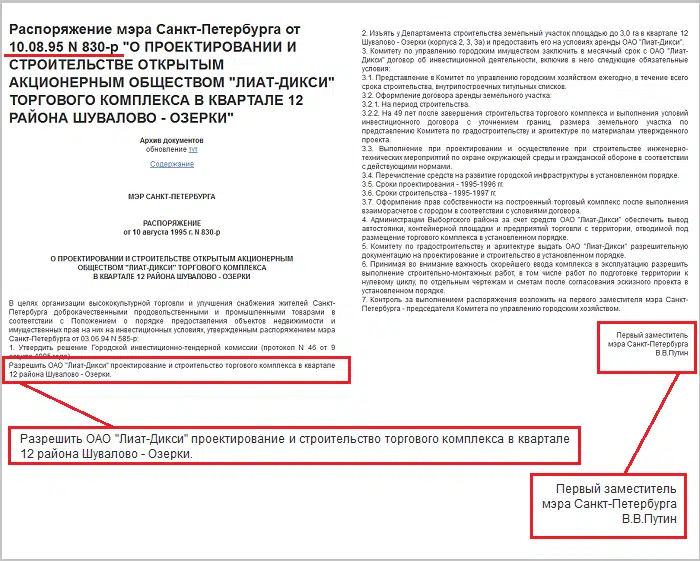 Распоряжение мэра Санкт-Петербурга от
10.08.95 N 830-р "О ПРОЕКТИРОВАНИИ И
СТРОИТЕЛЬСТВЕ ОТКРЫТЫМ
АКЦИОНЕРНЫМ ОБЩЕСТВОМ "ЛИАТ-ДИКСИ"
ТОРГОВОГО КОМПЛЕКСА В КВАРТАЛЕ 12
РАЙОНА ШУВАЛОВО - ОЗЕРКИ"
Архив документов
обновление тут
Содержание
МЭР САНКТ-ПЕТЕРБУРГА
РАСПОРЯЖЕНИЕ
от 10 августа 1995 г. N 830-р
О ПРОЕКТИРОВАНИИ И СТРОИТЕЛЬСТВЕ ОТКРЫТЫМ АКЦИОНЕРНЫМ
ОБЩЕСТВОМ "ЛИАТ-ДИКСИ" ТОРГОВОГО КОМПЛЕКСА
В КВАРТАЛЕ 12 РАЙОНА ШУВАЛОВО - ОЗЕРКИ
В целях организации высококультурной торговли и улучшения снабжения жителей Санкт-
Петербурга доброкачественными продовольственными и промышленными товарами в
соответствии с Положением о порядке предоставления объектов недвижимости и
имущественных прав на них на инвестиционных условиях, утвержденным распоряжением мэра
Санкт-Петербурга от 03.06.94 N 585-р:
1. Утвердить решение Городской инвестиционно-тендерной комиссии (протокол N 46 от 9
августа 1995 года).
Разрешить ОАО "Лиат-Дикси" проектирование и строительство торгового комплекса в квартале
12 района Шувалово - Озерки.
2. Изъять у Департамента строительства земельный участок площадью до 3,0 га в квартале 12
Шувалово - Озерки (корпуса 2, 3, 3а) и предоставить его на условиях аренды ОАО "Лиат-Дикси".
3. Комитету по управлению городским имуществом заключить в месячный срок с ОАО "Лиат-
Дикси" договор об инвестиционной деятельности, включив в него следующие обязательные
условия:
3.1. Представление в Комитет по управлению городским хозяйством ежегодно, в течение всего
срока строительства, внутрипостроечных титульных списков.
3.2. Оформление договора аренды земельного участка:
3.2.1. На период строительства.
3.2.2. На 49 лет после завершения строительства торгового комплекса и выполнения условий
инвестиционного договора с уточнением границ, размера земельного участка по
представлению Комитета по градостроительству и архитектуре по материалам утвержденного
проекта.
3.3. Выполнение при проектировании и осуществление при строительстве инженерно-
технических мероприятий по охране окружающей среды и гражданской обороне в соответствии
с действующими нормами.
3.4. Перечисление средств на развитие городской инфраструктуры в установленном порядке.
3.5. Сроки проектирования - 1995-1996 гг.
3.6. Сроки строительства - 1995-1997 гг.
3.7. Оформление прав собственности на построенный торговый комплекс после выполнения
взаиморасчетов с городом в соответствии с условиями договора.
4. Администрации Выборгского района за счет средств ОАО "Лиат-Дикси" обеспечить вывод
автостоянки, контейнерной площадки и предприятий торговли с территории, отводимой под
размещение торгового комплекса в установленном порядке.
5. Комитету по градостроительству и архитектуре выдать ОАО "Лиат-Дикси" разрешительную
документацию на проектирование и строительство в установленном порядке.
6. Принимая во внимание важность скорейшего ввода комплекса в эксплуатацию разрешить
выполнение строительно-монтажных работ, в том числе работ по подготовке территории к
нулевому циклу, по отдельным чертежам и сметам после согласования эскизного проекта в
установленном порядке.
7. Контроль за выполнением распоряжения возложить на первого заместителя мэра Санкт-
Петербурга - председателя Комитета по управлению городским хозяйством.
Первый заместитель
мэра Санкт-Петербурга
В.В.Путин
Разрешить ОАО "Лиат-Дикси" проектирование и строительство торгового комплекса в квартале
12 района Шувалово - Озерки.
Первый заместитель
мэра Санкт-Петербурга
В.В.Путин